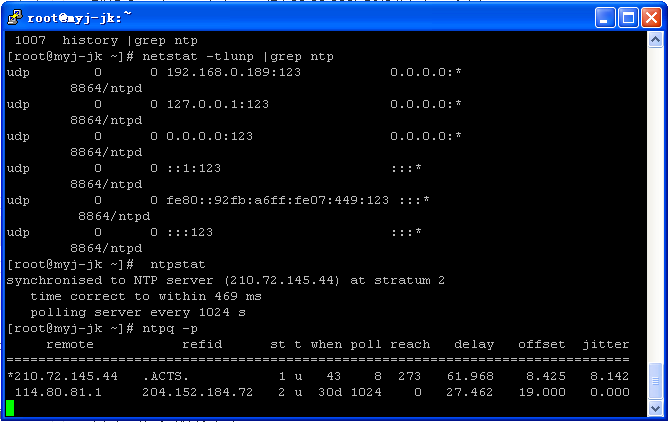 root@myj-jk:~
1007  history |grep ntp
[root@myj-jk ~]# netstat -tlunp |grep ntp
udp        0      0 192.168.0.189:123           0.0.0.0:*
8864/ntpd
udp        0      0 127.0.0.1:123               0.0.0.0:*
8864/ntpd
udp        0      0 0.0.0.0:123                 0.0.0.0:*
8864/ntpd
udp        0      0 ::1:123                     :::*
8864/ntpd
udp        0      0 fe80::92fb:a6ff:fe07:449:123 :::*
8864/ntpd
udp        0      0 :::123                      :::*
8864/ntpd
[root@myj-jk ~]#  ntpstat
synchronised to NTP server (210.72.145.44) at stratum 2
time correct to within 469 ms
polling server every 1024 s
[root@myj-jk ~]# ntpq -p
remote           refid      st t when poll reach   delay   offset  jitter
==============================================================================
*210.72.145.44   .ACTS.           1 u   43    8  273   61.968    8.425   8.142
114.80.81.1     204.152.184.72   2 u  30d 1024    0   27.462   19.000   0.000